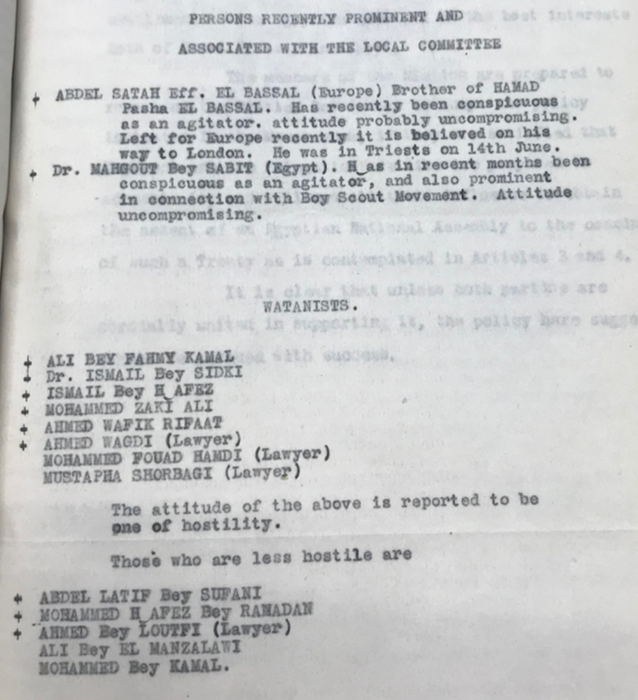 PERSONS RECENTLY PROMINENT AND
ASSOCIATED WITH THE LOCAL COMMITTEE
+ ABDEL SATAH Eff. EL BASSAL (Europe) Brother of HAMAD
Pasha EL BASSAL. Has recently been conspicuous
as an agitator. attitude probably uncompromising.
Left for Europe recently it is believed on his
way to London. He was in Triests on 14th June.
+ Dr. MAHGOUT Bey SABIT (Egypt). H_as in recent months been
conspicuous as an agitator, and also prominent
in connection with Boy Scout Movement. Attitude
uncompromising.
WATANISTS.
+ ALI BEY FAHMY KAMAL
+ Dr. ISMAIL Bey SIDKI
+ ISMAIL Bey H_AFEZ
+ MOHAMMED ZAKI ALI
+ AHMED WAFIK RIFAAT
+ AHMED WAGDI (Lawyer)
MOHAMMED FOUAD HAMDI (Lawyer)
MUSTAPHA SHORBAGI (Lawyer)
The attitude of the above is reported to be
one of hostility.
Those who are less hostile are
+ ABDEL LATIF Bey SUFANI
+ MOHAMMED H_AFEZ Bey RAMADAN
+ AHMED Bey LOUTFI (Lawyer)
ALI Bey EL MANZALAWI
MOHAMMED Bey KAMAL.